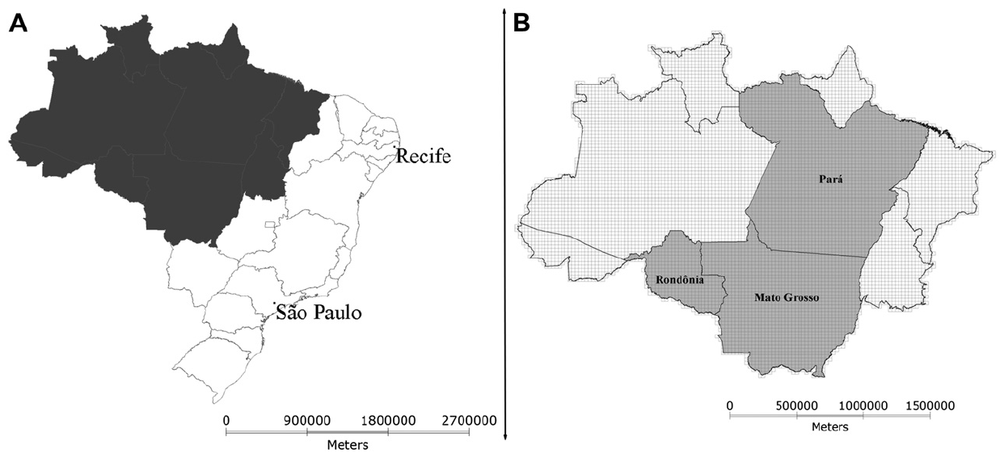 A
Recife
São Paulo
0 900000 1800000 2700000
Meters
B
Pará
Rondônia
Mato Grosso
0 500000 1000000 1500000
Meters